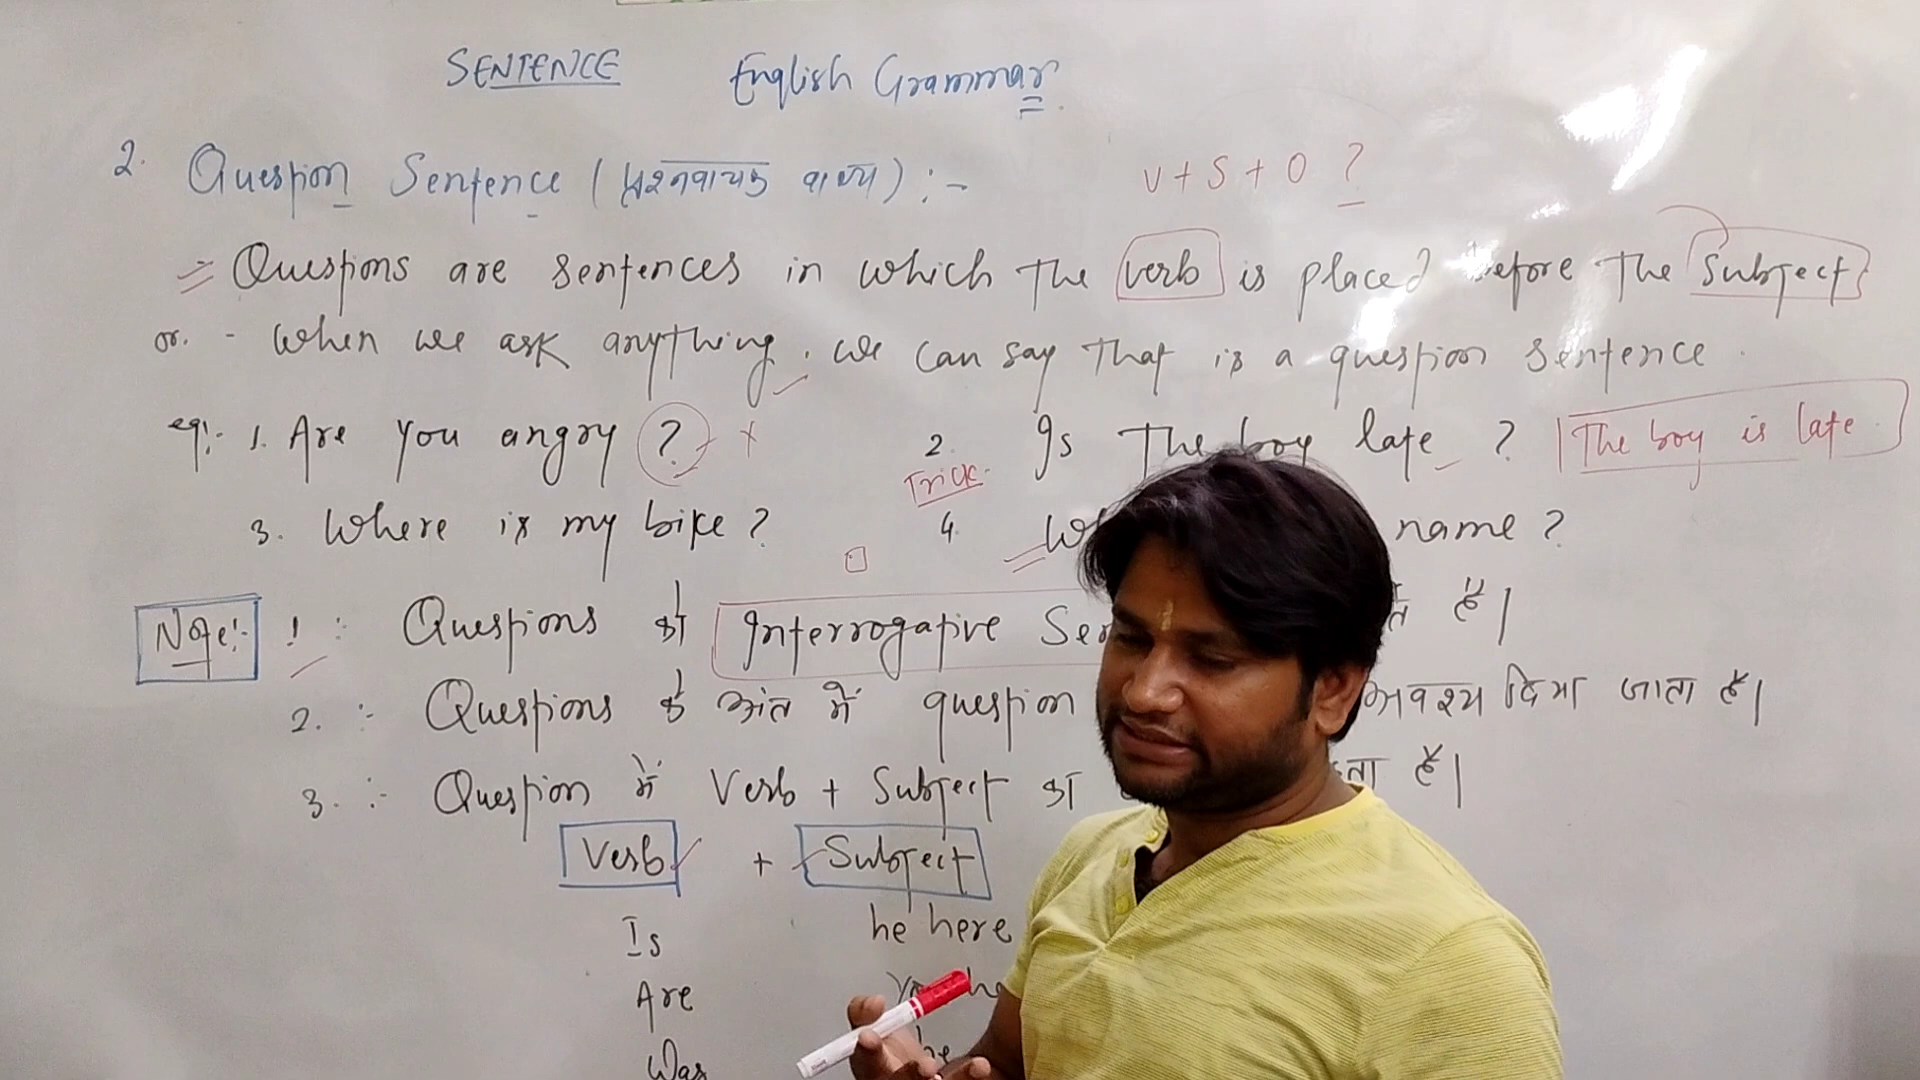 SENTENCE English Grammar
2. Question Sentence (प्रश्नवाचक वाक्य) :-
V + S + O ?
= Questions are sentences in which the verb is placed before the Subject
or. - When we ask anything, we can say that is a question sentence.
eg:- 1. Are you angry ? x 2. Is the boy late ? The boy is late.
Trick
3. Where is my bike ? 4. name ?
Note:- 1 : Questions को Interrogative हैं।
2. :- Questions के अंत में question अवश्य दिया जाता है।
3. :- Question में Verb + Subject का है।
Verb + Subject
Is he here
Are
Was he